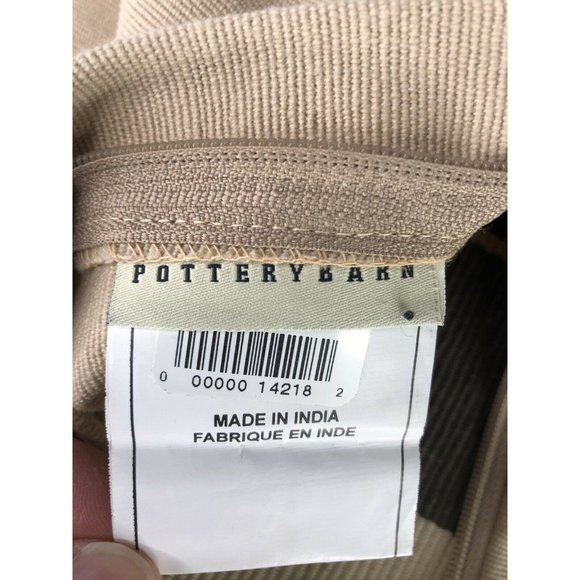 POTTERYBARN
0 00000 14218 2
MADE IN INDIA
FABRIQUE EN INDE